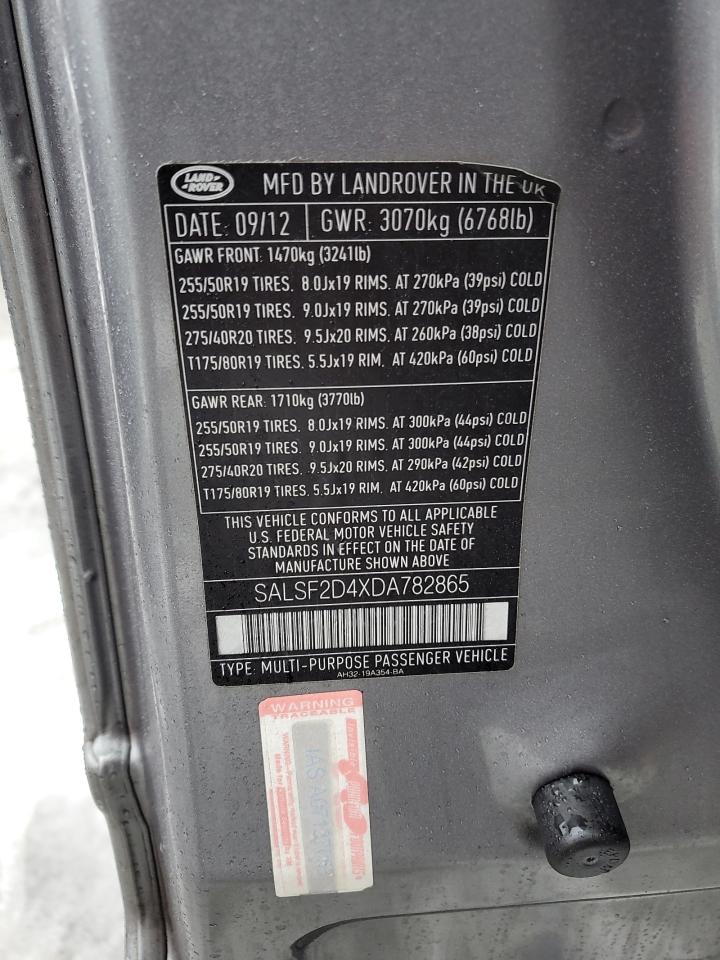 LAND-
-ROVER
MFD BY LANDROVER IN THE UK
DATE: 09/12
GWR: 3070kg (6768lb)
GAWR FRONT: 1470kg (3241lb)
255/50R19 TIRES. 8.0Jx19 RIMS. AT 270kPa (39psi) COLD
255/50R19 TIRES. 9.0Jx19 RIMS. AT 270kPa (39psi) COLD
275/40R20 TIRES. 9.5Jx20 RIMS. AT 260kPa (38psi) COLD
T175/80R19 TIRES. 5.5Jx19 RIM. AT 420kPa (60psi) COLD
GAWR REAR: 1710kg (3770lb)
255/50R19 TIRES. 8.0Jx19 RIMS. AT 300kPa (44psi) COLD
255/50R19 TIRES. 9.0Jx19 RIMS. AT 300kPa (44psi) COLD
275/40R20 TIRES. 9.5Jx20 RIMS. AT 290kPa (42psi) COLD
T175/80R19 TIRES. 5.5Jx19 RIM. AT 420kPa (60psi) COLD
THIS VEHICLE CONFORMS TO ALL APPLICABLE
U.S. FEDERAL MOTOR VEHICLE SAFETY
STANDARDS IN EFFECT ON THE DATE OF
MANUFACTURE SHOWN ABOVE
SALSF2D4XDA782865
TYPE: MULTI-PURPOSE PASSENGER VEHICLE
AH32-19A354-BA
WARNING
TRACEABLE